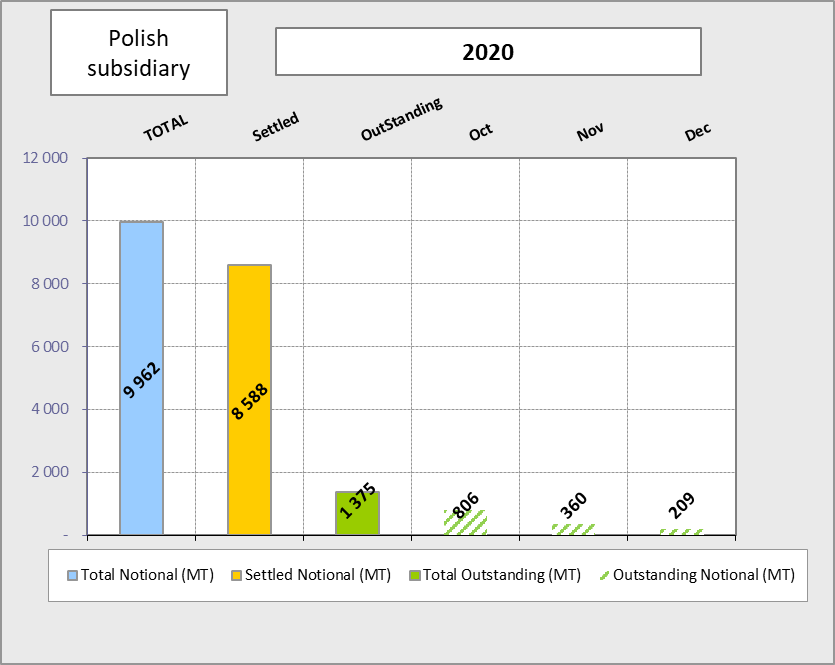 Polish
subsidiary
2020
TOTAL
Settled
OutStanding
Oct
Nov
Dec
12 000
10 000
8 000
6 000
4 000
2 000
-
9 962
8 588
1 375
806
360
209
Total Notional (MT)
Settled Notional (MT)
Total Outstanding (MT)
Outstanding Notional (MT)